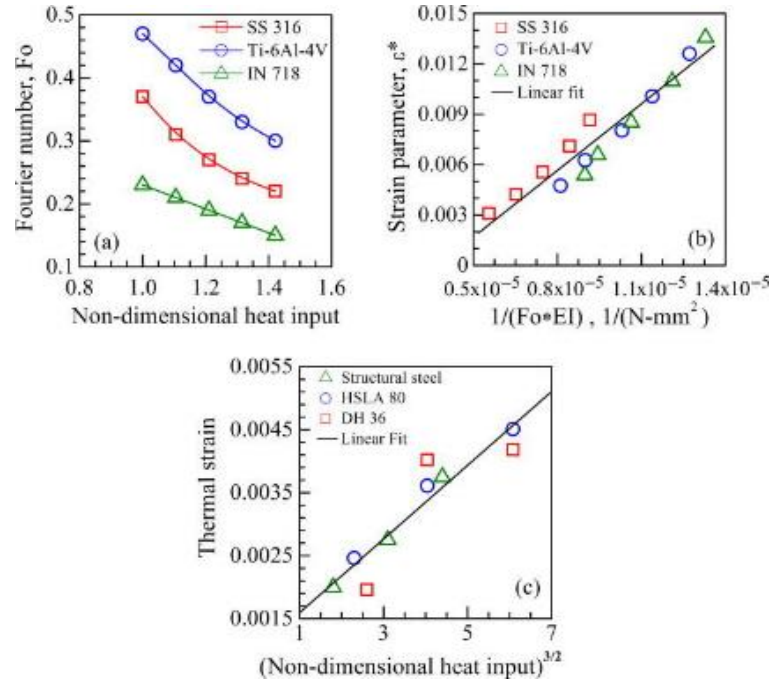 SS 316
Ti-6Al-4V
IN 718
Fourier number, Fo
0.5
0.4
0.3
0.2
0.1
(a)
0.8 1.0 1.2 1.4 1.6
Non-dimensional heat input
SS 316
Ti-6Al-4V
IN 718
Linear fit
Strain parameter, ε*
0.015
0.012
0.009
0.006
0.003
0
(b)
0.5x10⁻⁵ 0.8x10⁻⁵ 1.1x10⁻⁵ 1.4x10⁻⁵
1/(Fo*EI) , 1/(N-mm²)
Structural steel
HSLA 80
DH 36
Linear Fit
Thermal strain
0.0055
0.0045
0.0035
0.0025
0.0015
(c)
1 3 5 7
(Non-dimensional heat input)³ᐟ²